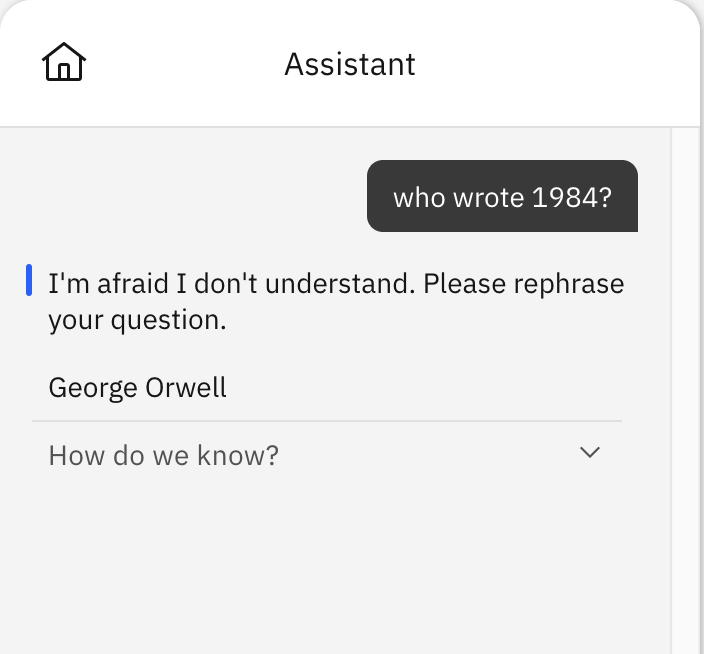 Assistant
who wrote 1984?
I'm afraid I don't understand. Please rephrase
your question.
George Orwell
How do we know?